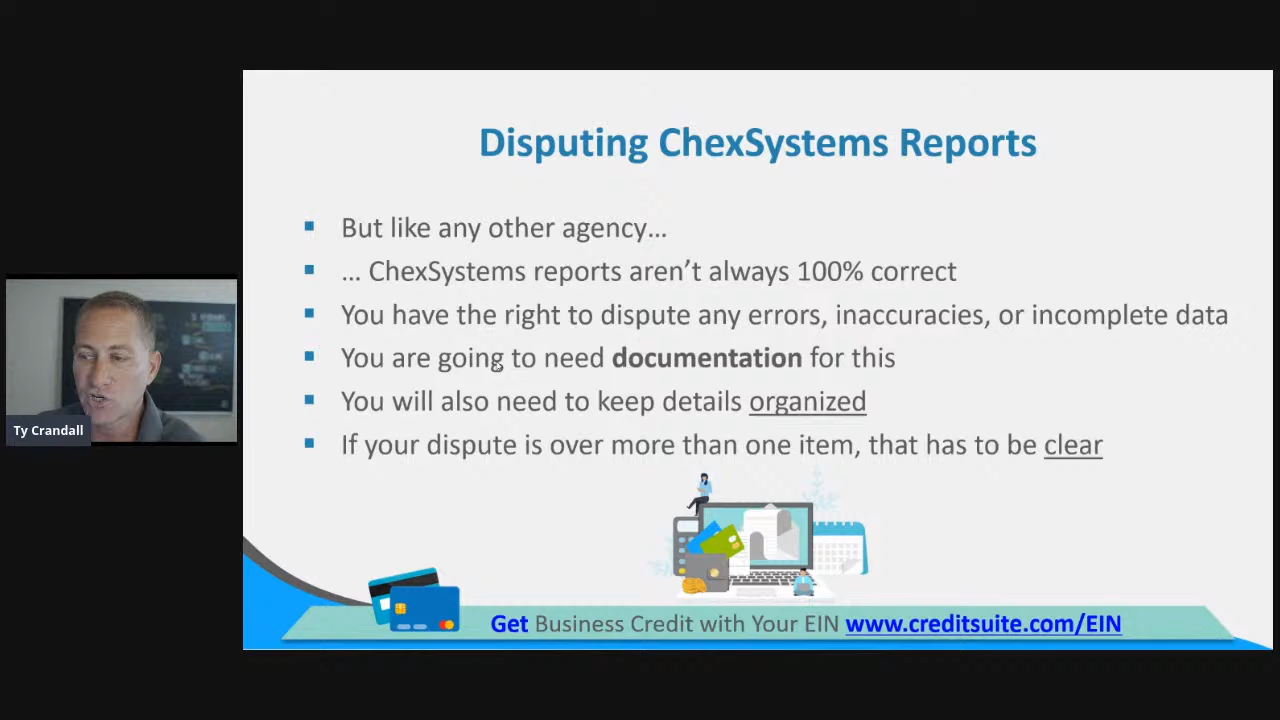 Disputing ChexSystems Reports
But like any other agency…
… ChexSystems reports aren’t always 100% correct
You have the right to dispute any errors, inaccuracies, or incomplete data
You are going to need documentation for this
You will also need to keep details organized
If your dispute is over more than one item, that has to be clear
Ty Crandall
Get Business Credit with Your EIN www.creditsuite.com/EIN